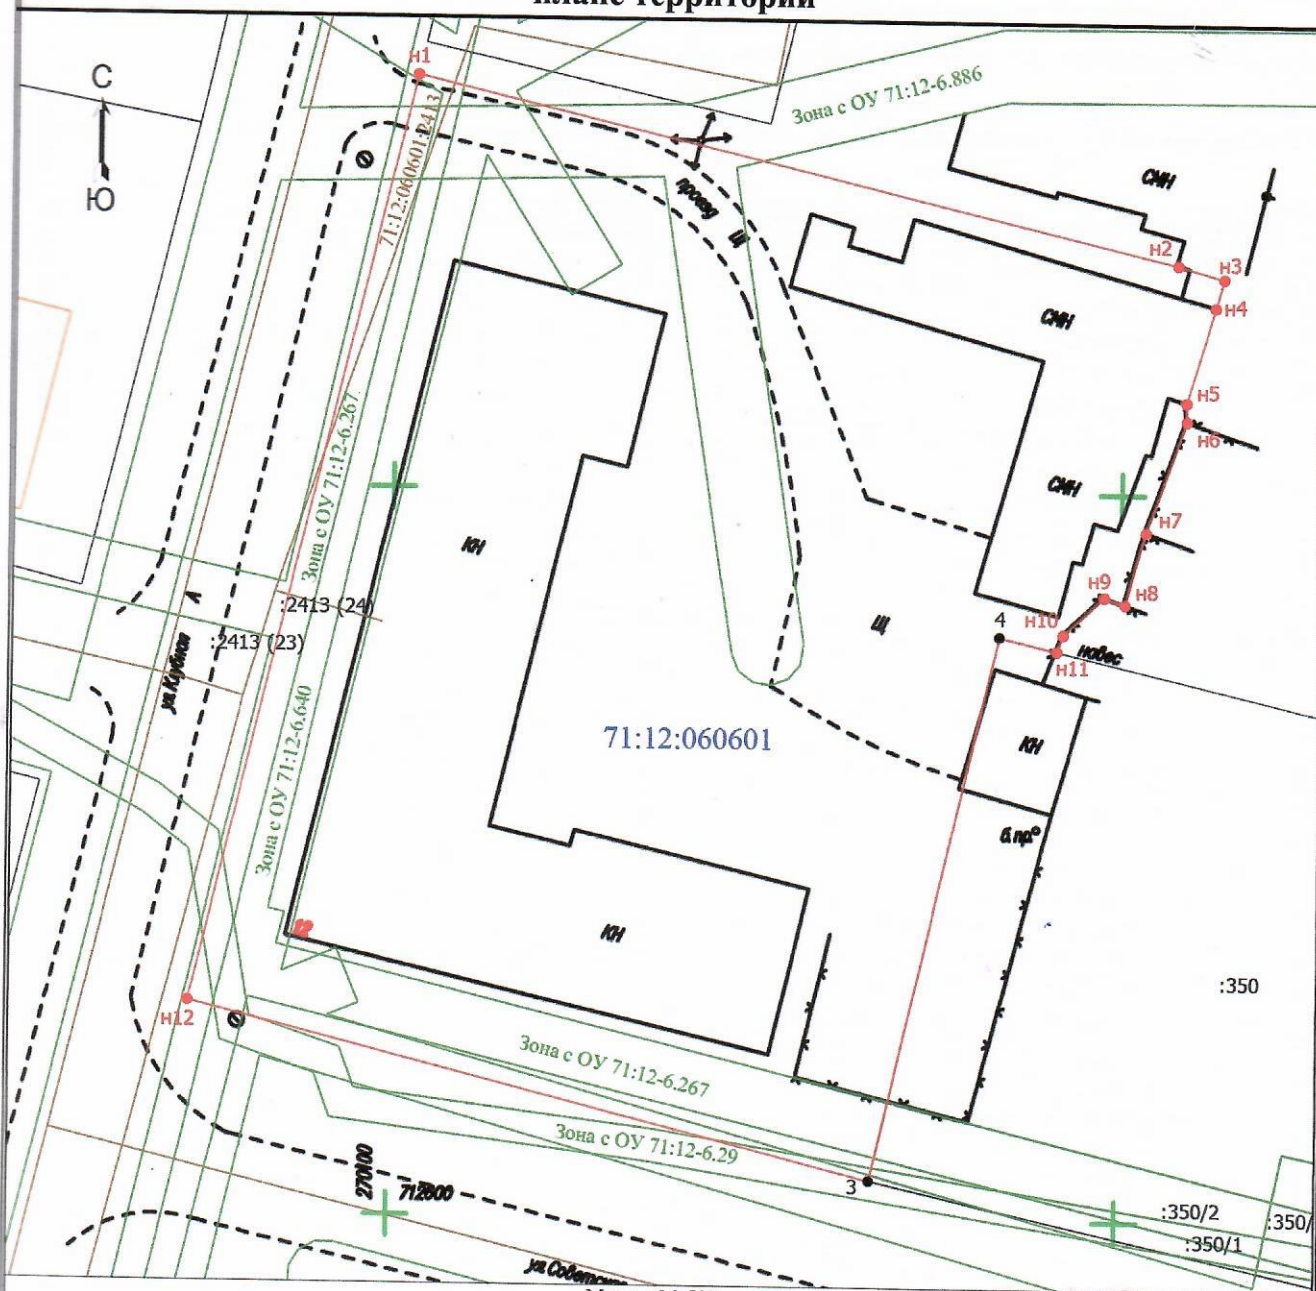 плане территории
С
Ю
н1
Зона с ОУ 71:12-6.886
71:12:060601:2413
проезд
Щ
СМН
н2
н3
н4
СМН
Зона с ОУ 71:12-6.267
н5
н6
СМН
КН
н7
н9
н8
А
:2413 (24)
Щ
4
н10
:2413 (23)
навес
н11
ул.Клубная
Зона с ОУ 71:12-6.640
71:12:060601
КН
б.пр.
12
КН
:350
н12
Зона с ОУ 71:12-6.267
Зона с ОУ 71:12-6.29
270100
712800
3
:350/2
:350/
:350/1